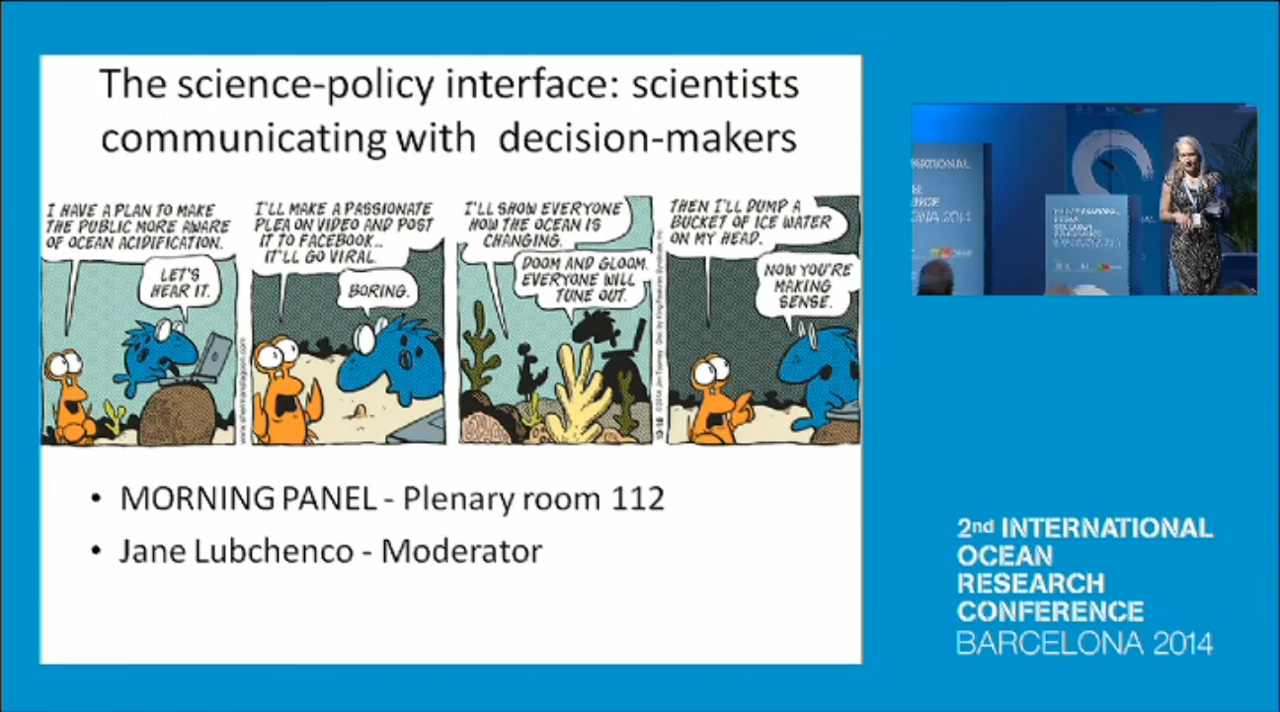 The science-policy interface: scientists
communicating with decision-makers
I HAVE A PLAN TO MAKE
THE PUBLIC MORE AWARE
OF OCEAN ACIDIFICATION.
LET'S
HEAR IT.
I'LL MAKE A PASSIONATE
PLEA ON VIDEO AND POST
IT TO FACEBOOK..
IT'LL GO VIRAL.
BORING.
I'LL SHOW EVERYONE
HOW THE OCEAN IS
CHANGING.
DOOM AND GLOOM.
EVERYONE WILL
TUNE OUT.
THEN I'LL DUMP A
BUCKET OF ICE WATER
ON MY HEAD.
NOW YOU'RE
MAKING
SENSE.
• MORNING PANEL - Plenary room 112
• Jane Lubchenco - Moderator
2nd INTERNATIONAL
OCEAN
RESEARCH
CONFERENCE
BARCELONA 2014